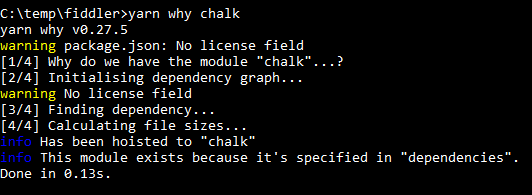 C:\temp\fiddler>yarn why chalk
yarn why v0.27.5
warning package.json: No license field
[1/4] Why do we have the module "chalk"...?
[2/4] Initialising dependency graph...
warning No license field
[3/4] Finding dependency...
[4/4] Calculating file sizes...
info Has been hoisted to "chalk"
info This module exists because it's specified in "dependencies".
Done in 0.13s.